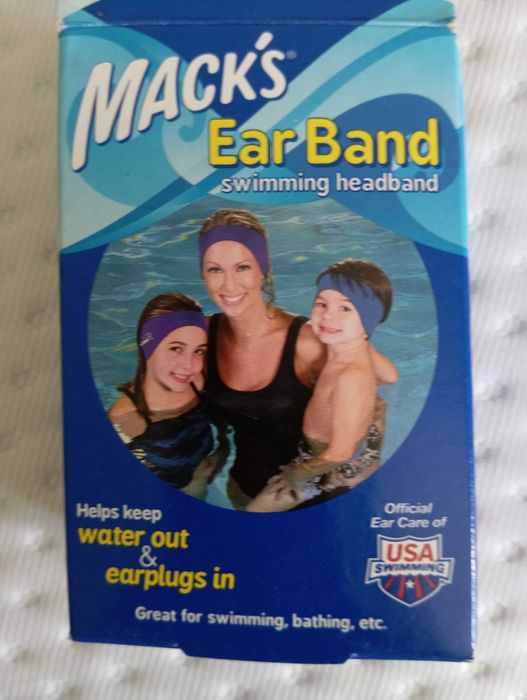 MACK'S®
Ear Band
swimming headband
Helps keep
water out
&
earplugs in
Official
Ear Care of
USA
SWIMMING
Great for swimming, bathing, etc.